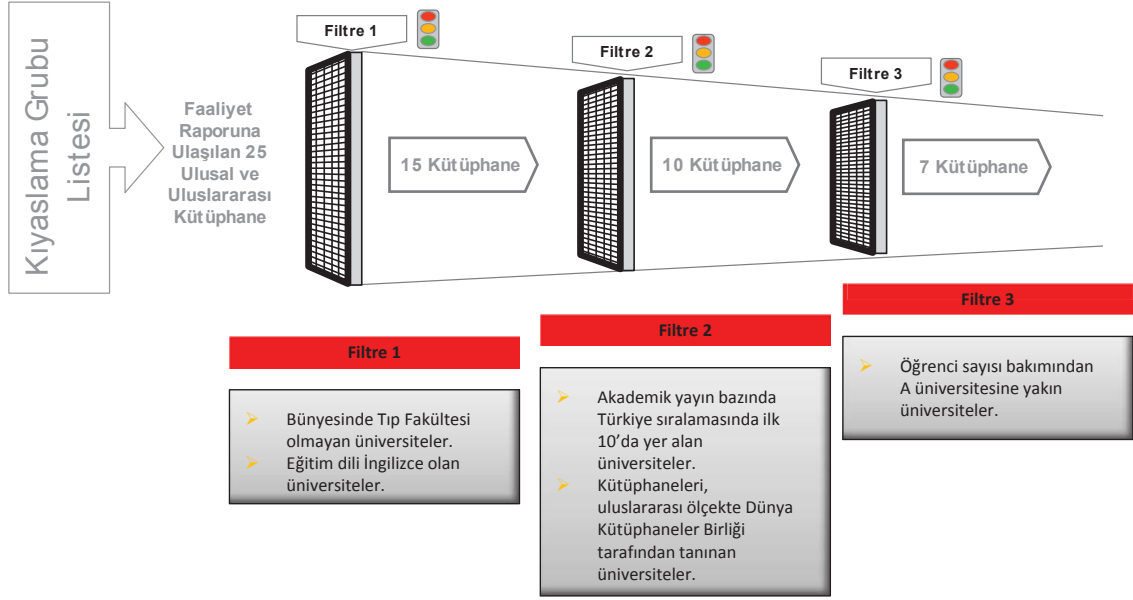 Kıyaslama Grubu
Listesi
Faaliyet
Raporuna
Ulaşılan 25
Ulusal ve
Uluslararası
Kütüphane
Filtre 1
15 Kütüphane
Filtre 2
10 Kütüphane
Filtre 3
7 Kütüphane
Filtre 1
Bünyesinde Tıp Fakültesi
olmayan üniversiteler.
Eğitim dili İngilizce olan
üniversiteler.
Filtre 2
Akademik yayın bazında
Türkiye sıralamasında ilk
10’da yer alan
üniversiteler.
Kütüphaneleri,
uluslararası ölçekte Dünya
Kütüphaneler Birliği
tarafından tanınan
üniversiteler.
Filtre 3
Öğrenci sayısı bakımından
A üniversitesine yakın
üniversiteler.